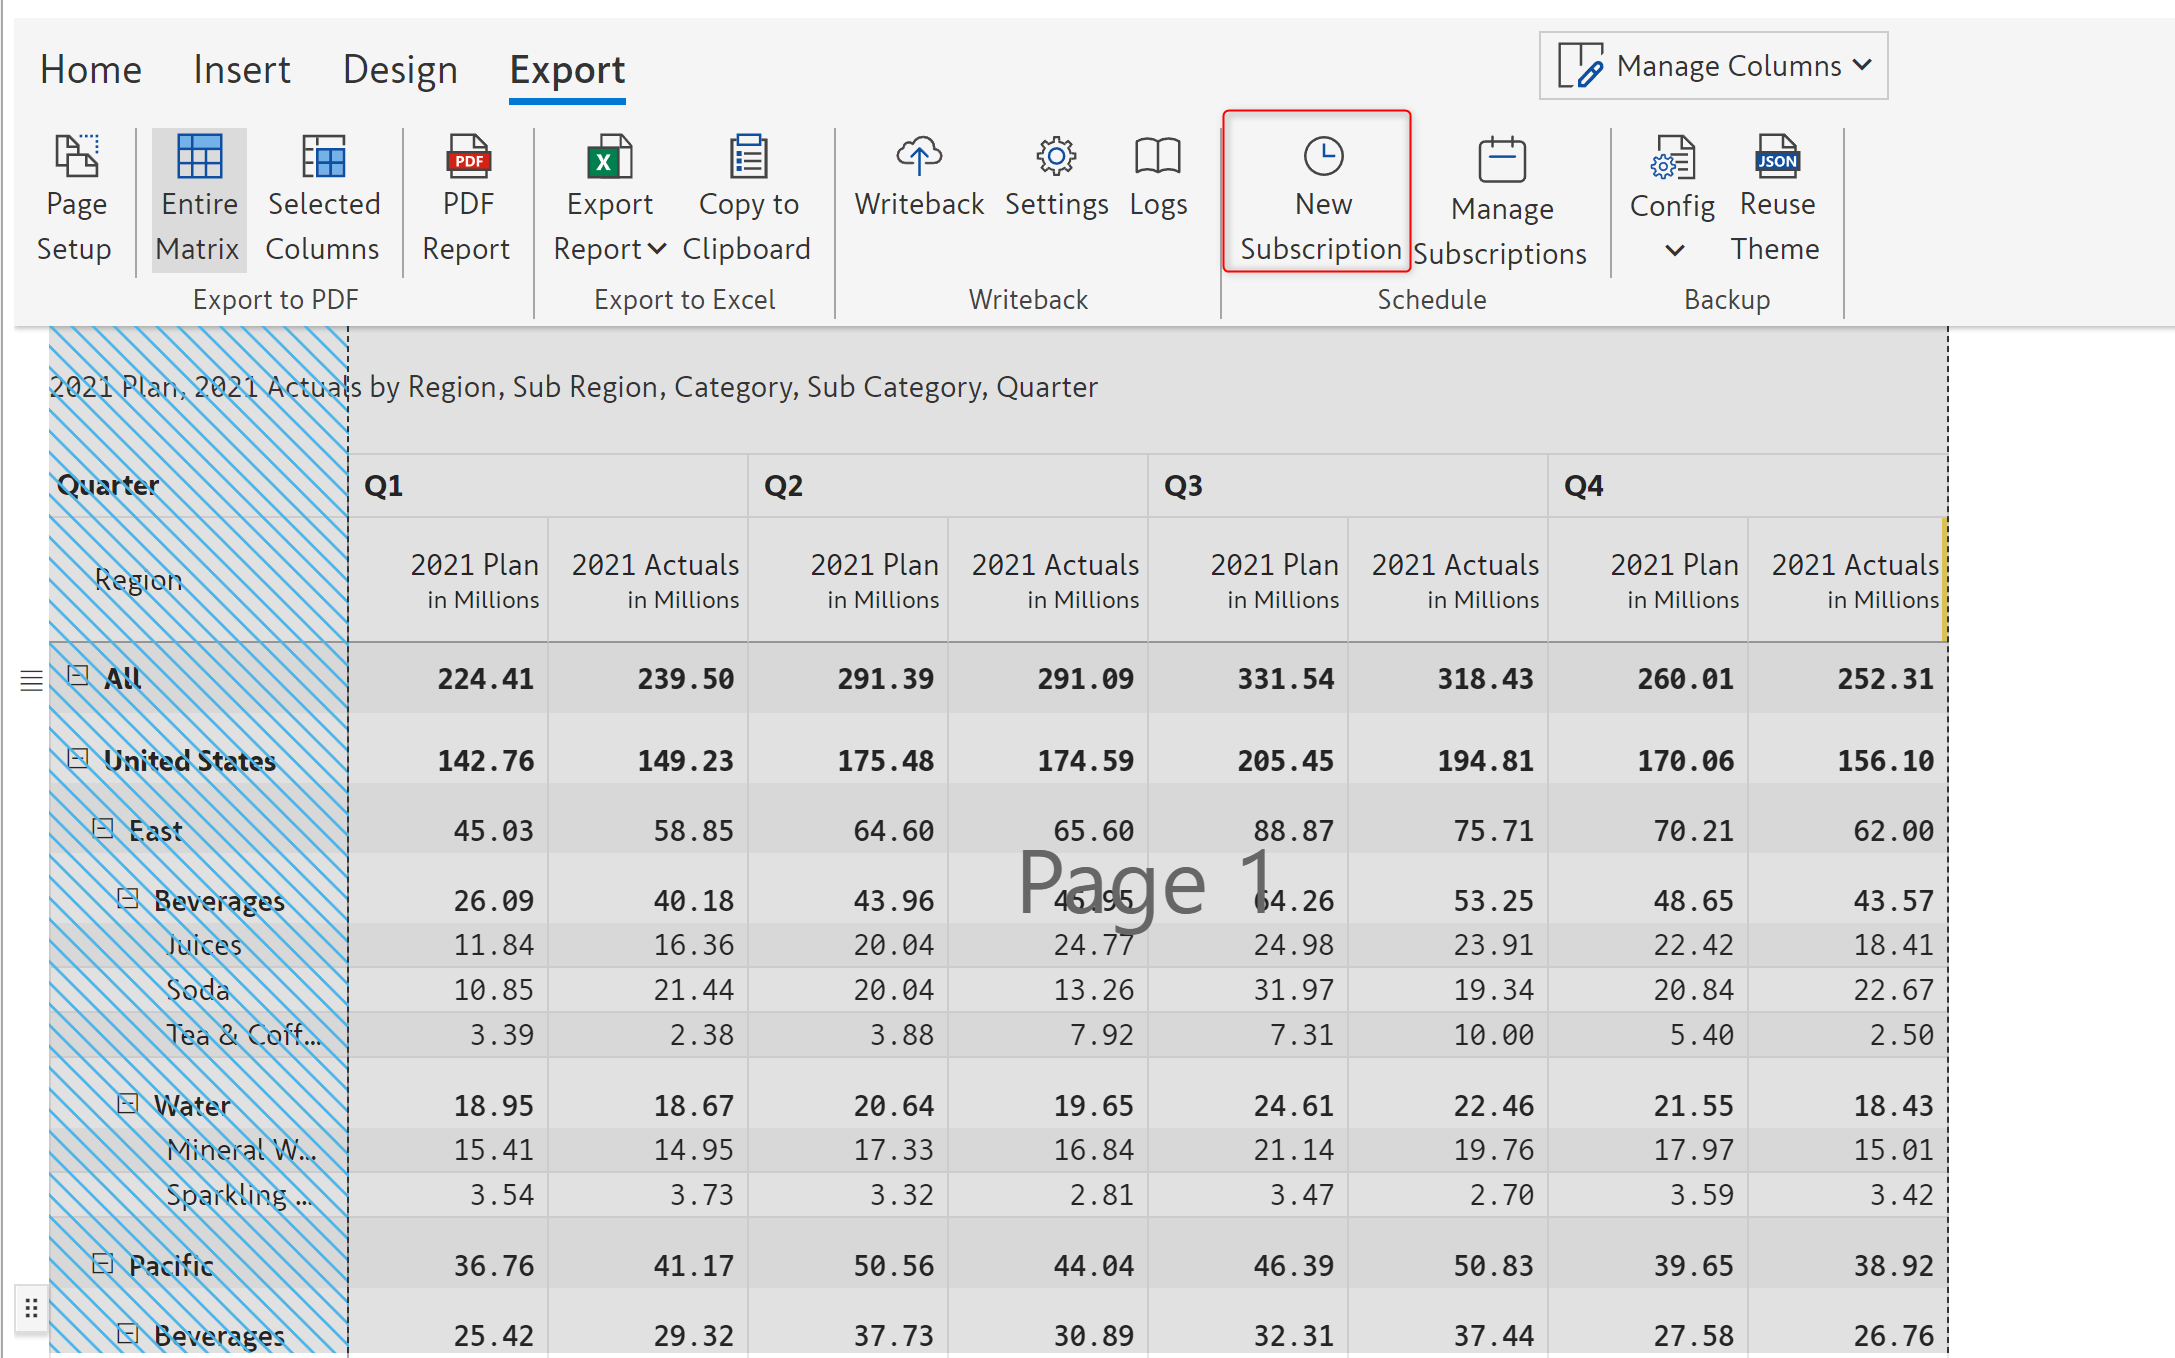 Home Insert Design Export Manage Columns
Page Setup
Entire Matrix
Selected Columns
PDF
PDF Report
X
Export Report
Copy to Clipboard
Writeback
Settings
Logs
New Subscription
Manage Subscriptions
Config
JSON
Reuse Theme
Export to PDF Export to Excel Writeback Schedule Backup
2021 Plan, 2021 Actuals by Region, Sub Region, Category, Sub Category, Quarter
Quarter Q1 Q2 Q3 Q4
Region 2021 Plan 2021 Actuals 2021 Plan 2021 Actuals 2021 Plan 2021 Actuals 2021 Plan 2021 Actuals
in Millions in Millions in Millions in Millions in Millions in Millions in Millions in Millions
All 224.41 239.50 291.39 291.09 331.54 318.43 260.01 252.31
United States 142.76 149.23 175.48 174.59 205.45 194.81 170.06 156.10
East 45.03 58.85 64.60 65.60 88.87 75.71 70.21 62.00
Page 1
Beverages 26.09 40.18 43.96 45.95 64.26 53.25 48.65 43.57
Juices 11.84 16.36 20.04 24.77 24.98 23.91 22.42 18.41
Soda 10.85 21.44 20.04 13.26 31.97 19.34 20.84 22.67
Tea & Coff... 3.39 2.38 3.88 7.92 7.31 10.00 5.40 2.50
Water 18.95 18.67 20.64 19.65 24.61 22.46 21.55 18.43
Mineral W... 15.41 14.95 17.33 16.84 21.14 19.76 17.97 15.01
Sparkling ... 3.54 3.73 3.32 2.81 3.47 2.70 3.59 3.42
Pacific 36.76 41.17 50.56 44.04 46.39 50.83 39.65 38.92
Beverages 25.42 29.32 37.73 30.89 32.31 37.44 27.58 26.76